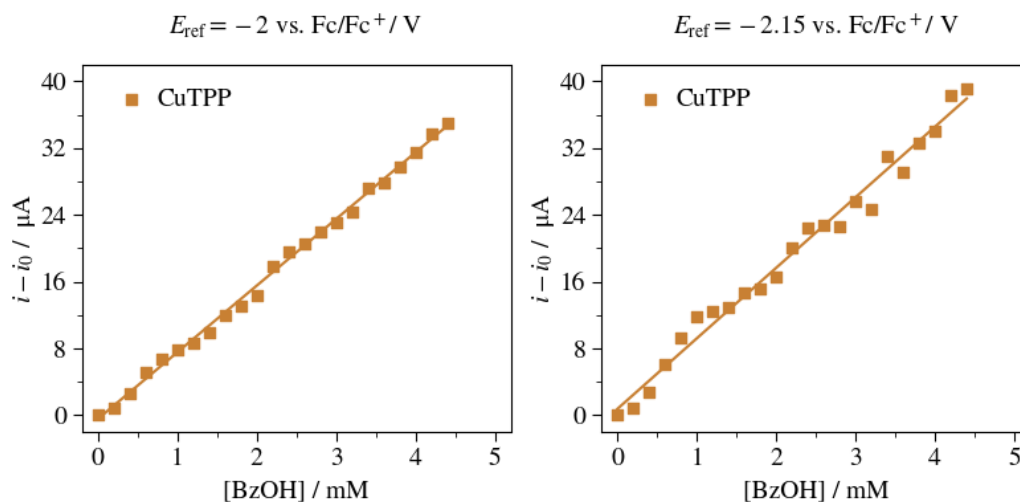 E_ref = −2 vs. Fc/Fc⁺/ V
40
32
24
16
8
0
i − i₀ / μA
CuTPP
0 1 2 3 4 5
[BzOH] / mM
E_ref = −2.15 vs. Fc/Fc⁺/ V
40
32
24
16
8
0
i − i₀ / μA
CuTPP
0 1 2 3 4 5
[BzOH] / mM